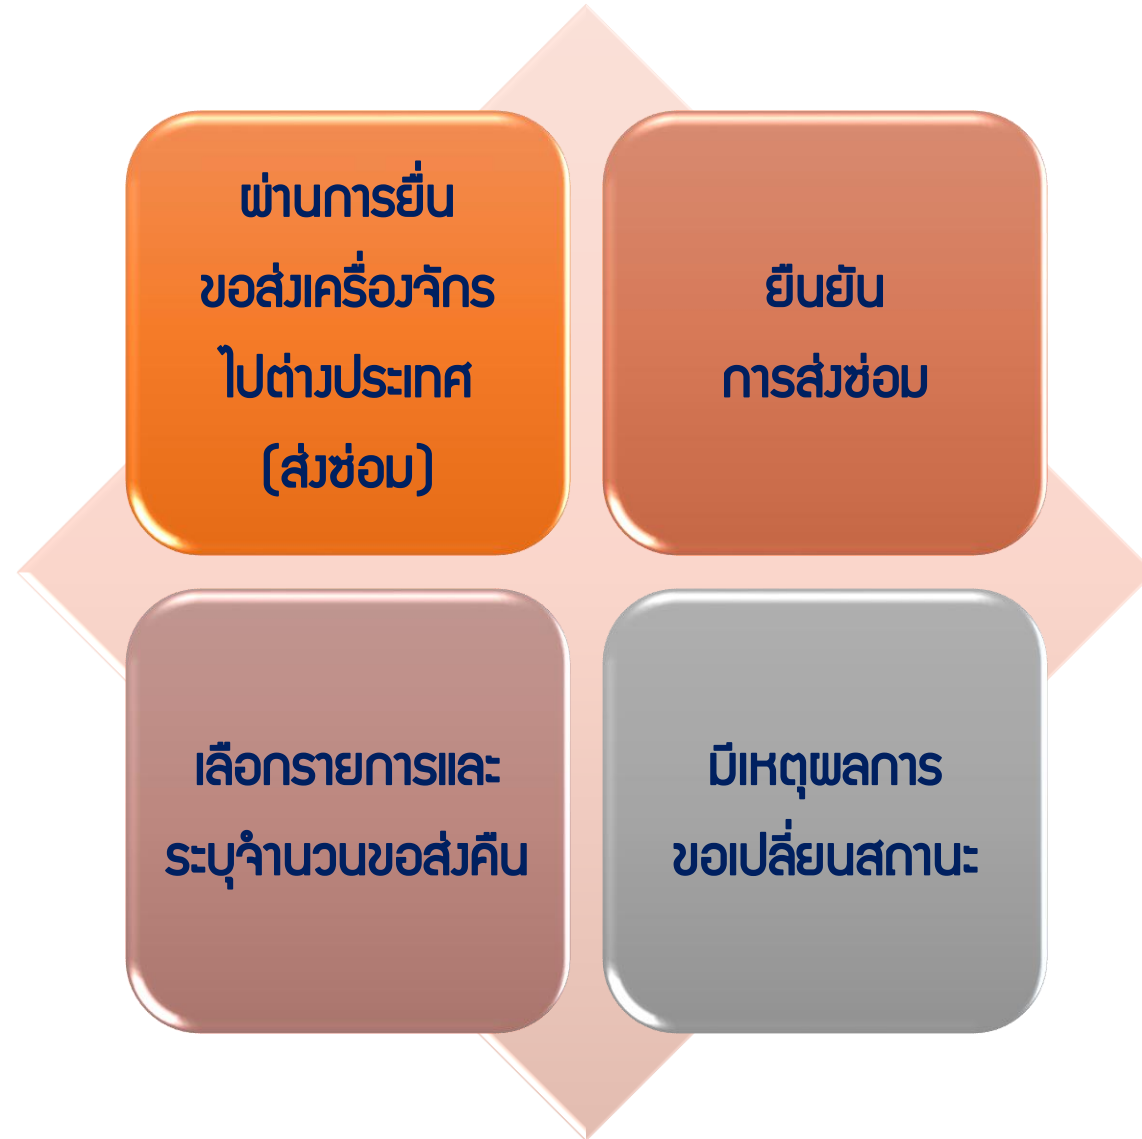 ผ่านการยื่น
ขอส่งเครื่องจักร
ไปต่างประเทศ
(ส่งซ่อม)
ยืนยัน
การส่งซ่อม
เลือกรายการและ
ระบุจำนวนขอส่งคืน
มีเหตุผลการ
ขอเปลี่ยนสถานะ